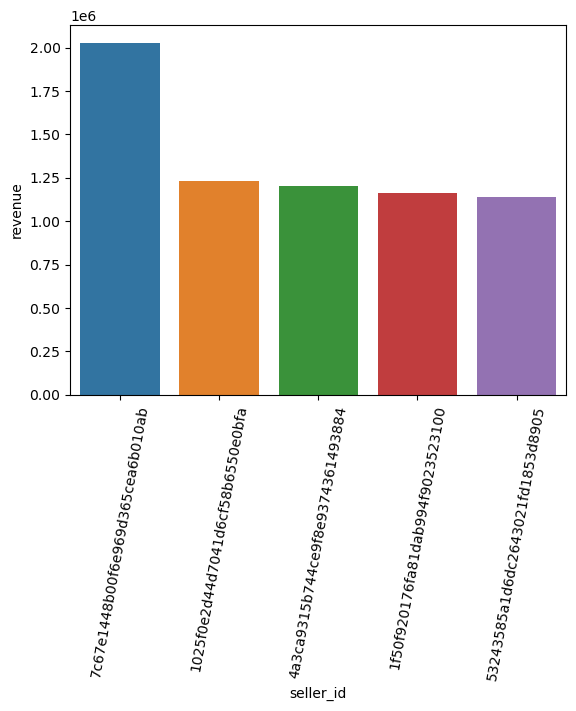 1e6
2.00
1.75
1.50
1.25
1.00
0.75
0.50
0.25
0.00
revenue
7c67e1448b00f6e969d365cea6b010ab
1025f0e2d44d7041d6cf58b6550e0bfa
4a3ca9315b744ce9f8e9374361493884
1f50f920176fa81dab994f9023523100
53243585a1d6dc2643021fd1853d8905
seller_id